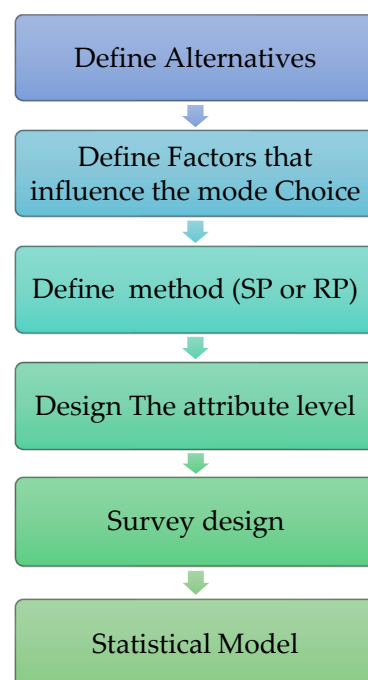 Define Alternatives
Define Factors that
influence the mode Choice
Define method (SP or RP)
Design The attribute level
Survey design
Statistical Model